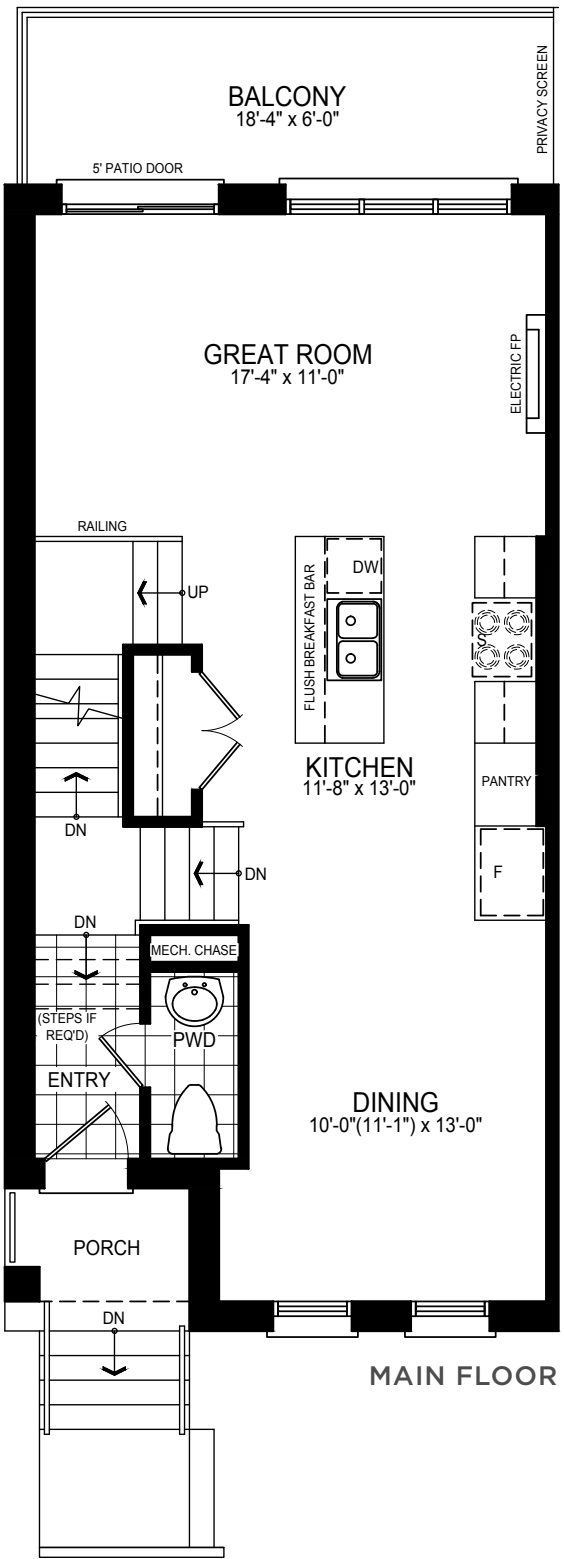 BALCONY
18'-4" x 6'-0"
PRIVACY SCREEN
5' PATIO DOOR
GREAT ROOM
17'-4" x 11'-0"
ELECTRIC FP
RAILING
UP
FLUSH BREAKFAST BAR
DW
S
KITCHEN
11'-8" x 13'-0"
PANTRY
F
DN
DN
DN
MECH. CHASE
(STEPS IF
REQ'D)
PWD
ENTRY
DINING
10'-0"(11'-1") x 13'-0"
PORCH
DN
MAIN FLOOR